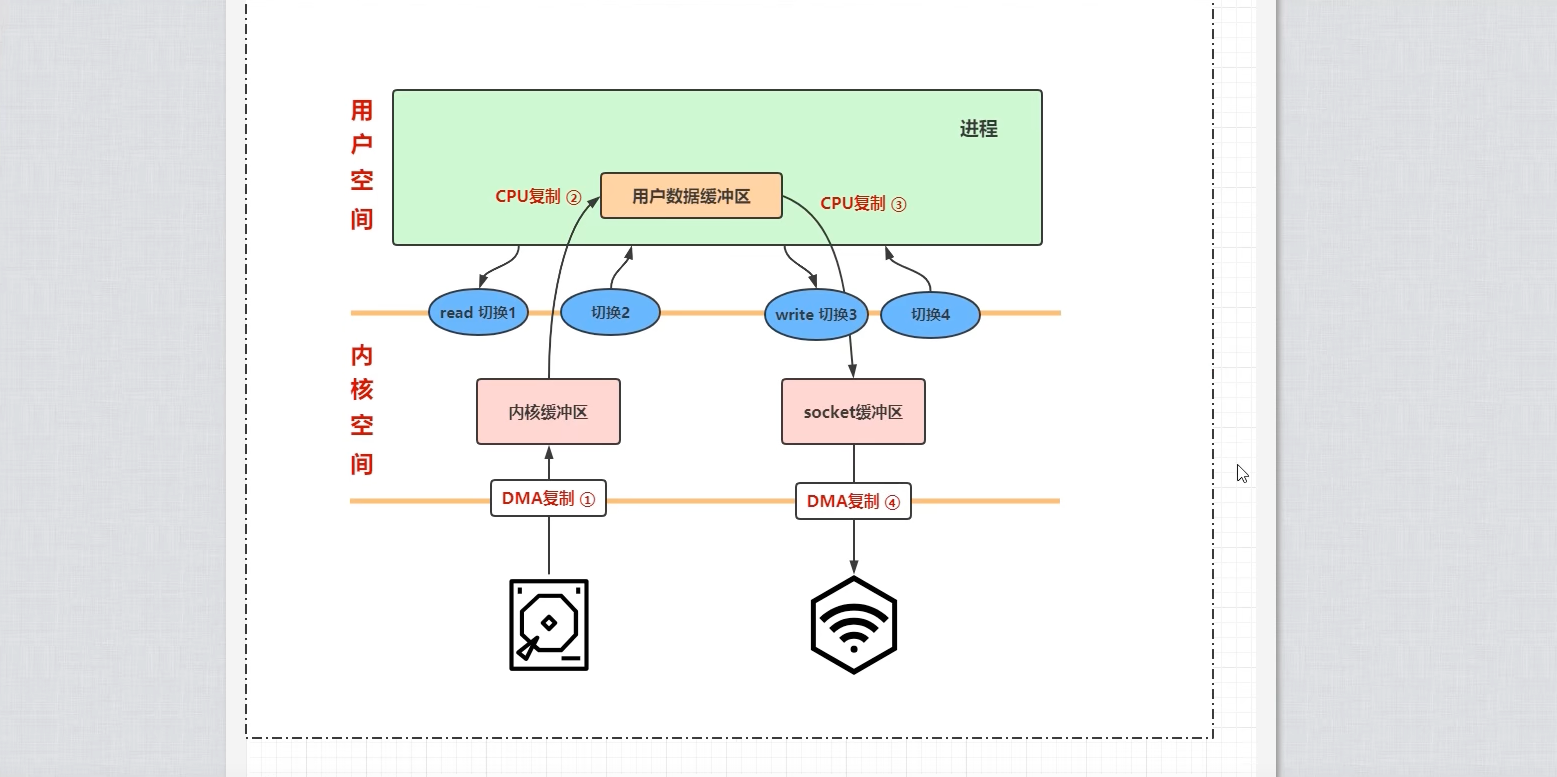 用户空间
进程
CPU复制 ②
用户数据缓冲区
CPU复制 ③
read 切换1
切换2
write 切换3
切换4
内核空间
内核缓冲区
socket缓冲区
DMA复制 ①
DMA复制 ④